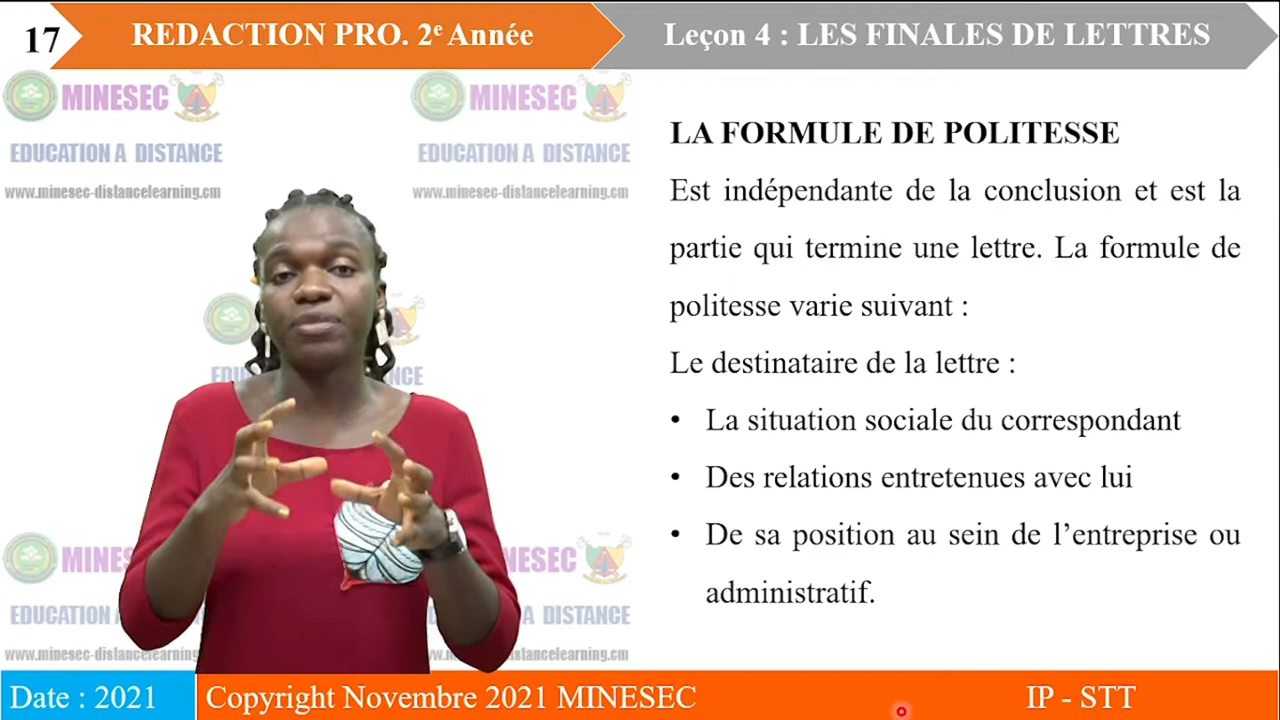 17
REDACTION PRO. 2e Année
Leçon 4 : LES FINALES DE LETTRES
MINESEC
EDUCATION A DISTANCE
www.minesec-distancelearning.cm
MINESEC
EDUCATION A DISTANCE
www.minesec-distancelearning.cm
LA FORMULE DE POLITESSE
Est indépendante de la conclusion et est la
partie qui termine une lettre. La formule de
politesse varie suivant :
Le destinataire de la lettre :
• La situation sociale du correspondant
• Des relations entretenues avec lui
• De sa position au sein de l’entreprise ou
administratif.
MINESEC
EDUCATION A DISTANCE
www.minesec-distancelearning.cm
Date : 2021
Copyright Novembre 2021 MINESEC
IP - STT